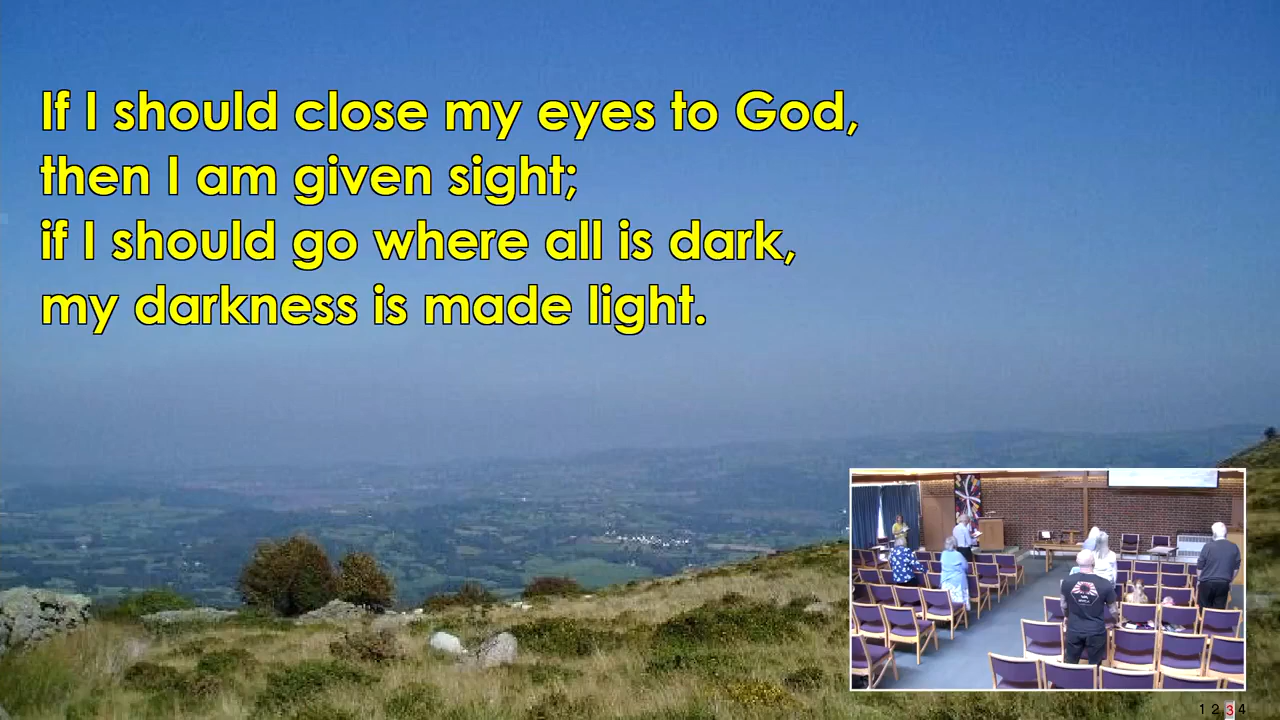 If I should close my eyes to God,
then I am given sight;
if I should go where all is dark,
my darkness is made light.
1 2 3 4